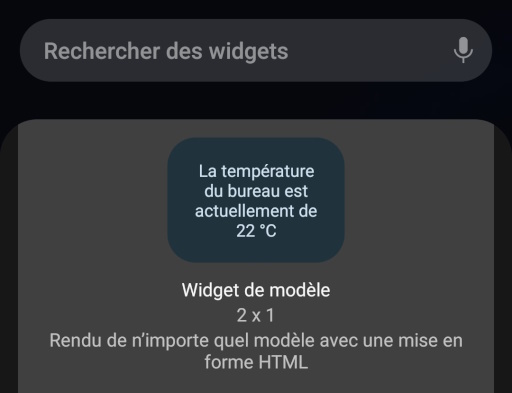 Rechercher des widgets
La température
du bureau est
actuellement de
22 °C
Widget de modèle
2 x 1
Rendu de n’importe quel modèle avec une mise en
forme HTML